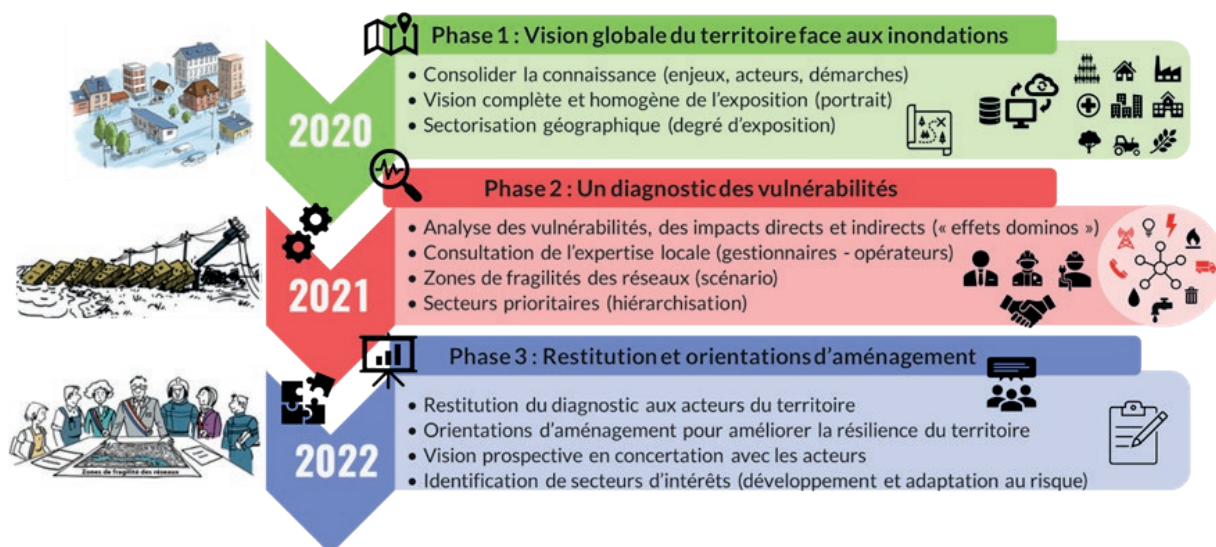 Phase 1 : Vision globale du territoire face aux inondations
• Consolider la connaissance (enjeux, acteurs, démarches)
• Vision complète et homogène de l'exposition (portrait)
• Sectorisation géographique (degré d'exposition)
2020
Phase 2 : Un diagnostic des vulnérabilités
• Analyse des vulnérabilités, des impacts directs et indirects (« effets dominos »)
• Consultation de l'expertise locale (gestionnaires - opérateurs)
• Zones de fragilités des réseaux (scénario)
• Secteurs prioritaires (hiérarchisation)
2021
Phase 3 : Restitution et orientations d'aménagement
• Restitution du diagnostic aux acteurs du territoire
• Orientations d'aménagement pour améliorer la résilience du territoire
• Vision prospective en concertation avec les acteurs
• Identification de secteurs d'intérêts (développement et adaptation au risque)
2022
Zones de fragilité des réseaux